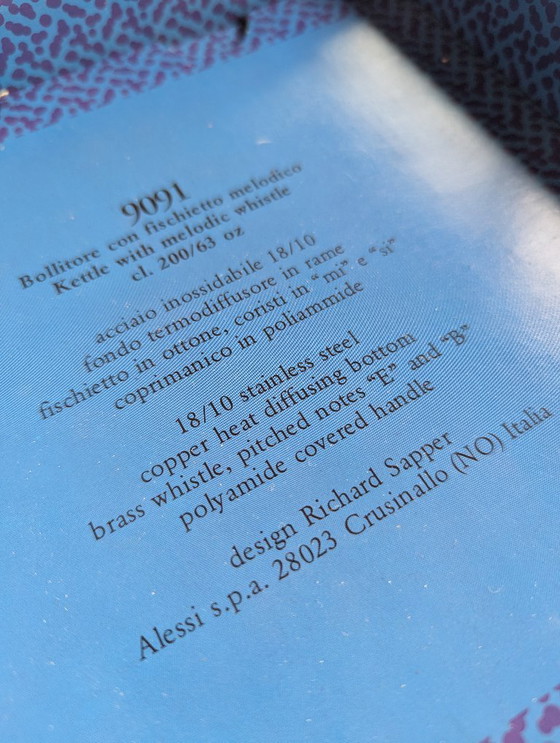 9091
Bollitore con fischietto melodico
Kettle with melodic whistle
cl. 200/63 oz
acciaio inossidabile 18/10
fondo termodiffusore in rame
fischietto in ottone, coristi in “mi” e “si”
coprimanico in poliammide
18/10 stainless steel
copper heat diffusing bottom
brass whistle, pitched notes “E” and “B”
polyamide covered handle
design Richard Sapper
Alessi s.p.a. 28023 Crusinallo (NO) Italia